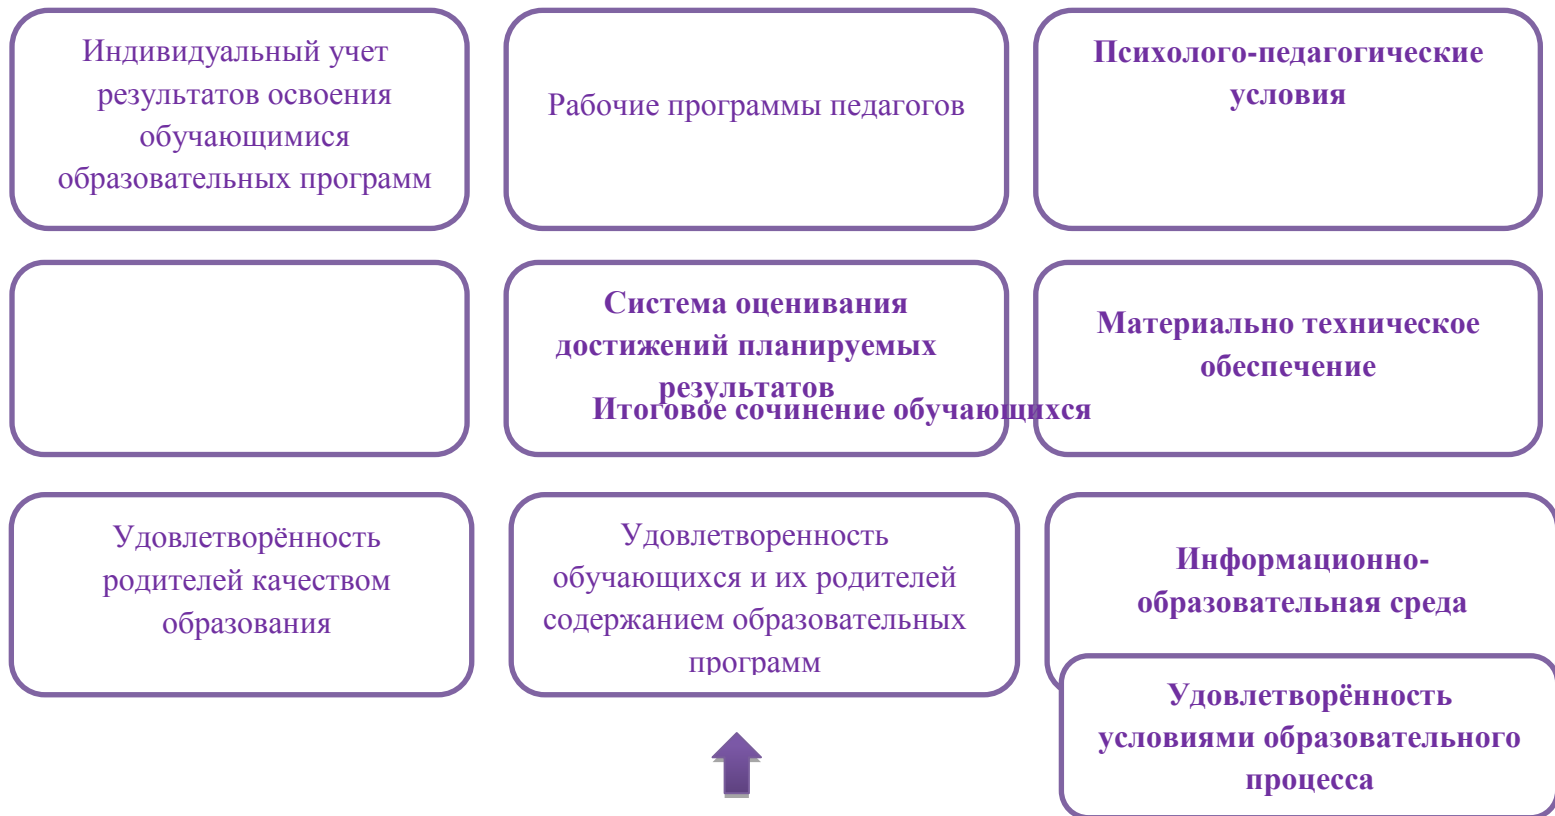 Индивидуальный учет
результатов освоения
обучающимися
образовательных программ
Рабочие программы педагогов
Психолого-педагогические
условия
Система оценивания
достижений планируемых
результатов
Итоговое сочинение обучающихся
Материально техническое
обеспечение
Удовлетворённость
родителей качеством
образования
Удовлетворенность
обучающихся и их родителей
содержанием образовательных
программ
Информационно-
образовательная среда
Удовлетворённость
условиями образовательного
процесса